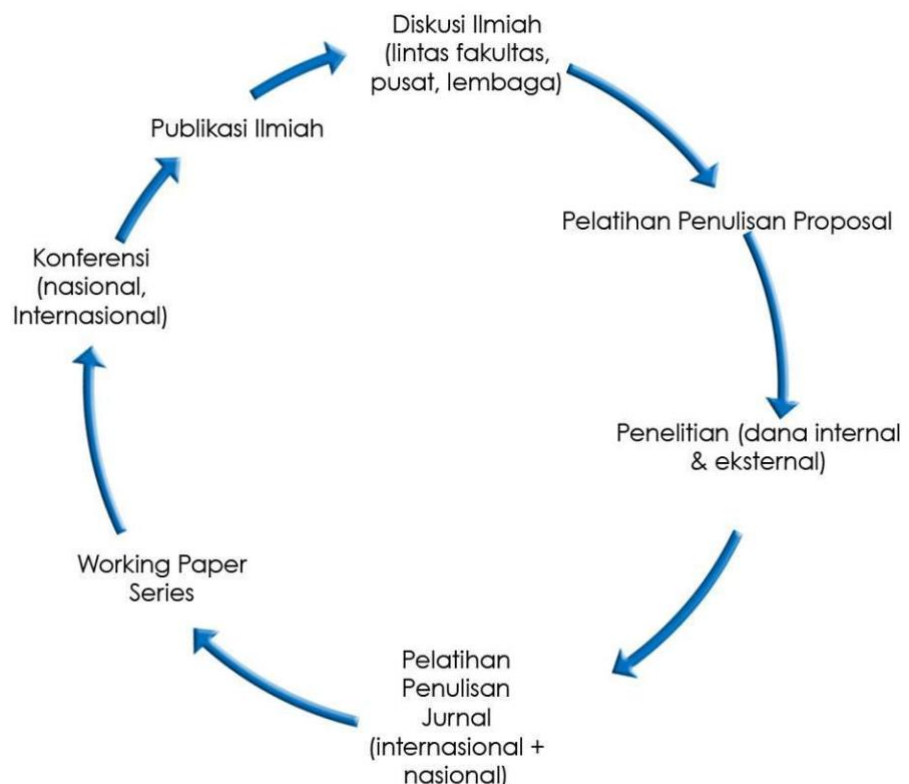 Diskusi Ilmiah
(lintas fakultas,
pusat, lembaga)
Pelatihan Penulisan Proposal
Penelitian (dana internal
& eksternal)
Pelatihan
Penulisan
Jurnal
(internasional +
nasional)
Working Paper
Series
Konferensi
(nasional,
Internasional)
Publikasi Ilmiah